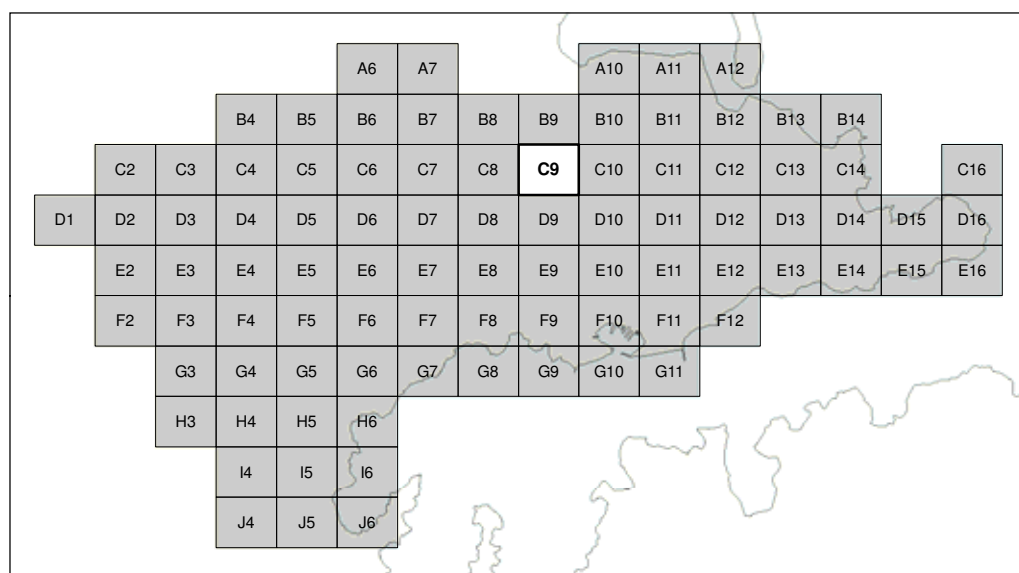 A6 A7 A10 A11 A12
B4 B5 B6 B7 B8 B9 B10 B11 B12 B13 B14
C2 C3 C4 C5 C6 C7 C8 C9 C10 C11 C12 C13 C14 C16
D1 D2 D3 D4 D5 D6 D7 D8 D9 D10 D11 D12 D13 D14 D15 D16
E2 E3 E4 E5 E6 E7 E8 E9 E10 E11 E12 E13 E14 E15 E16
F2 F3 F4 F5 F6 F7 F8 F9 F10 F11 F12
G3 G4 G5 G6 G7 G8 G9 G10 G11
H3 H4 H5 H6
I4 I5 I6
J4 J5 J6